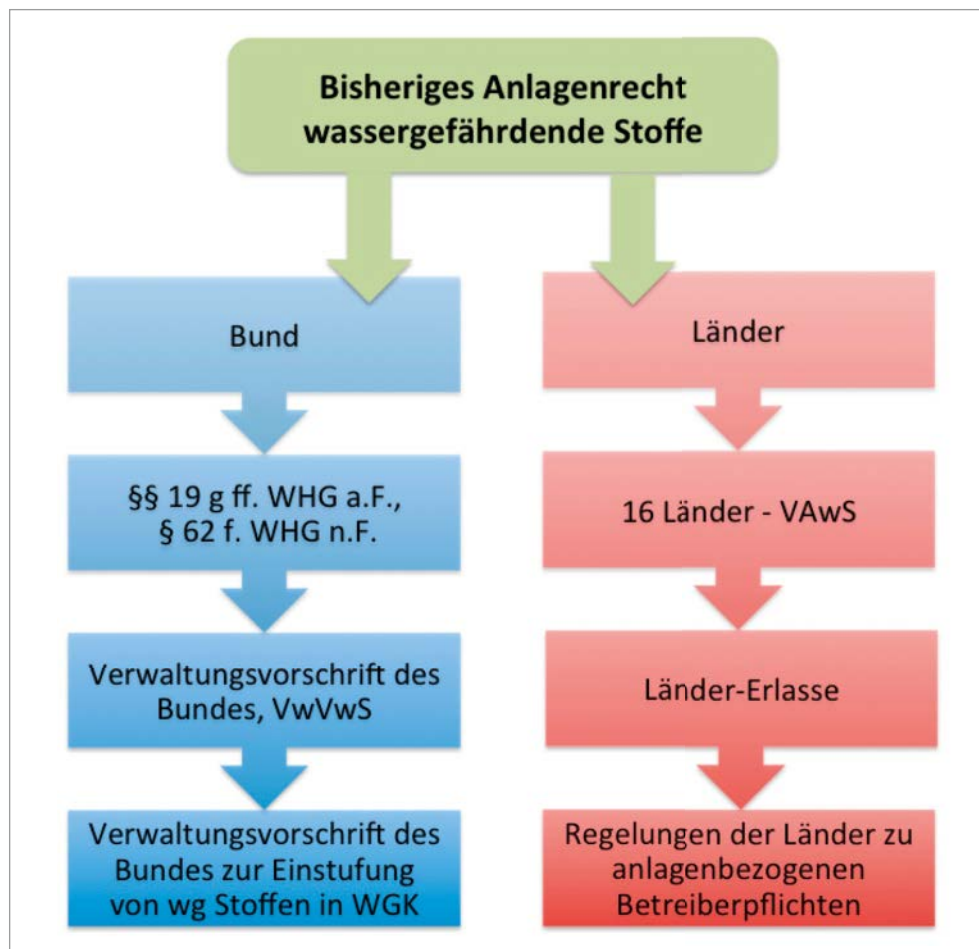 Bisheriges Anlagenrecht
wassergefährdende Stoffe
Bund
§§ 19 g ff. WHG a.F.,
§ 62 f. WHG n.F.
Verwaltungsvorschrift des
Bundes, VwVwS
Verwaltungsvorschrift des
Bundes zur Einstufung
von wg Stoffen in WGK
Länder
16 Länder - VAwS
Länder-Erlasse
Regelungen der Länder zu
anlagenbezogenen
Betreiberpflichten